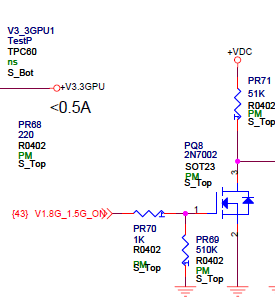 V3_3GPU1
TestP
TPC60
ns
S_Bot
+V3.3GPU
<0.5A
PR68
220
R0402
PM
S_Top
+VDC
PR71
51K
R0402
PM
S_Top
PQ8
2N7002
SOT23
PM
S_Top
3
1
2
{43} V1.8G_1.5G_ON
PR70
1K
R0402
PM
S_Top
PR69
510K
R0402
PM
S_Top